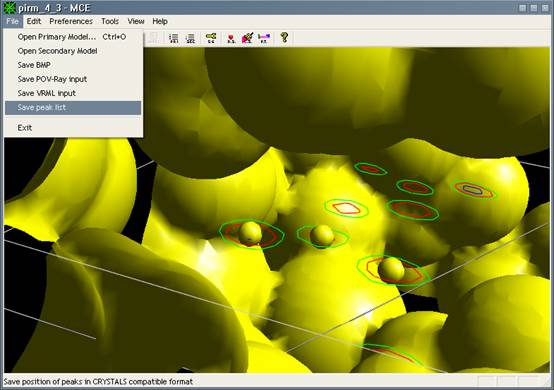 pirm_4_3 - MCE
File Edit Preferences Tools View Help
Open Primary Model... Ctrl+O
Open Secondary Model
Save BMP
Save POV-Ray input
Save VRML input
Save peak list
Exit
Save position of peaks in CRYSTALS compatible format